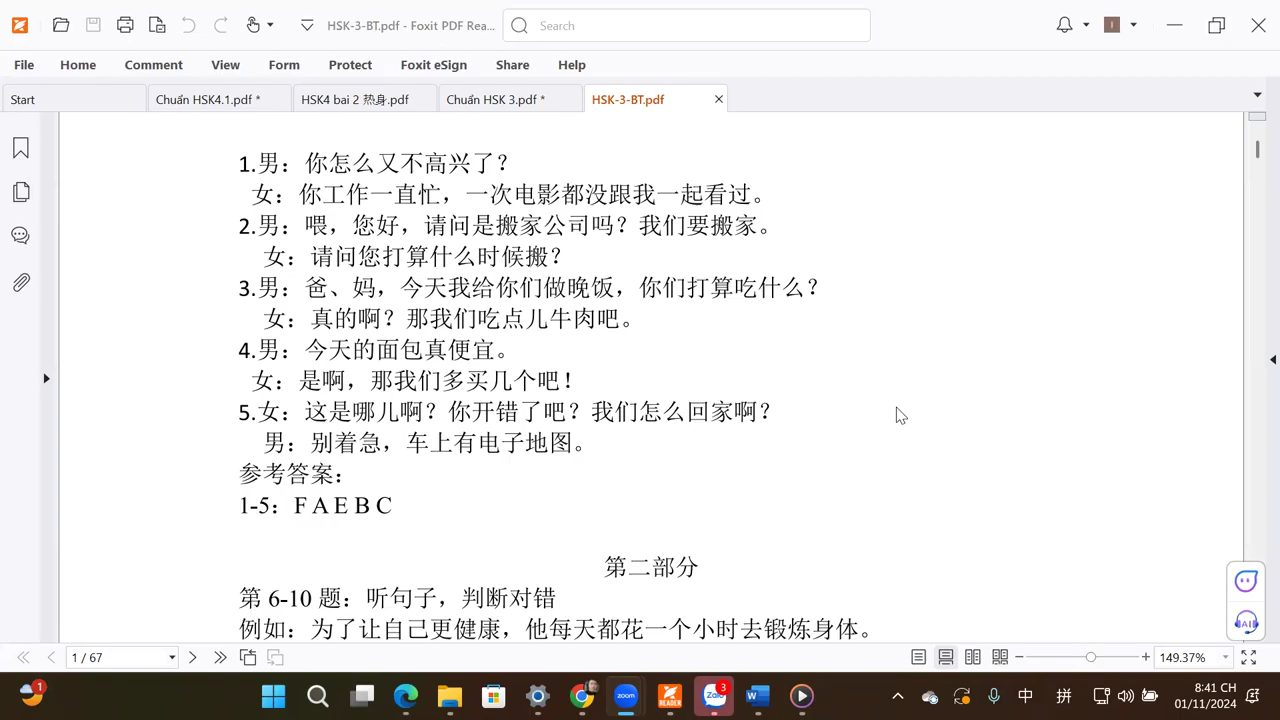 HSK-3-BT.pdf - Foxit PDF Rea...
Search
File Home Comment View Form Protect Foxit eSign Share Help
Start Chuẩn HSK4.1.pdf * HSK4 bai 2 热身.pdf Chuẩn HSK 3.pdf * HSK-3-BT.pdf
1.男：你怎么又不高兴了？
女：你工作一直忙，一次电影都没跟我一起看过。
2.男：喂，您好，请问是搬家公司吗？我们要搬家。
女：请问您打算什么时候搬？
3.男：爸、妈，今天我给你们做晚饭，你们打算吃什么？
女：真的啊？那我们吃点儿牛肉吧。
4.男：今天的面包真便宜。
女：是啊，那我们多买几个吧！
5.女：这是哪儿啊？你开错了吧？我们怎么回家啊？
男：别着急，车上有电子地图。
参考答案：
1-5：F A E B C
第二部分
第 6-10 题：听句子，判断对错
例如：为了让自己更健康，他每天都花一个小时去锻炼身体。
AI
1 / 67
149.37%
1
zoom
READER
Zalo
3
中
拼
8:41 CH
01/11/2024